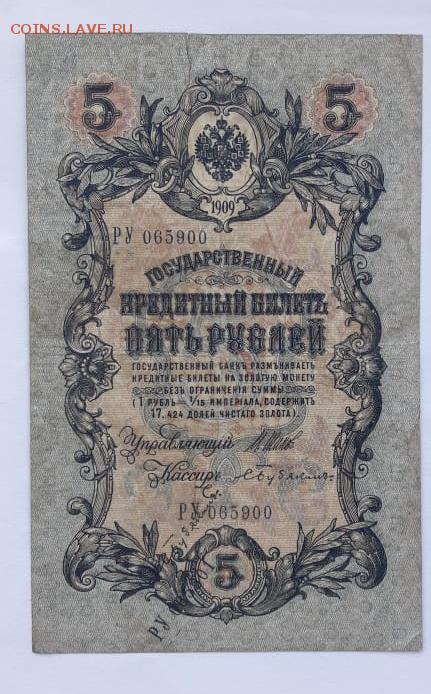 COINS.LAVE.RU
5 5
1909
РУ 065900
ГОСУДАРСТВЕННЫЙ
КРЕДИТНЫЙ БИЛЕТЪ
ПЯТЬ РУБЛЕЙ
ГОСУДАРСТВЕННЫЙ БАНКЪ РАЗМѢНИВАЕТЪ
КРЕДИТНЫЕ БИЛЕТЫ НА ЗОЛОТУЮ МОНЕТУ
БЕЗЪ ОГРАНИЧЕНІЯ СУММЫ
(1 РУБЛЬ = 1/15 ИМПЕРІАЛА, СОДЕРЖИТЪ
17,424 ДОЛЕЙ ЧИСТАГО ЗОЛОТА).
Управляющій
Кассиръ
РУ 065900
5
РУ